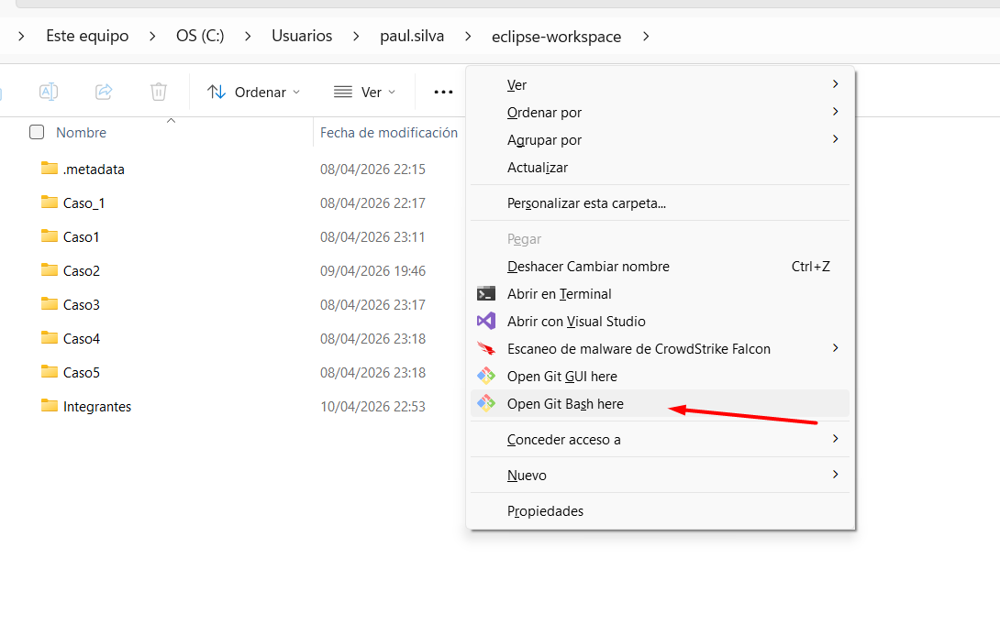 Este equipo > OS (C:) > Usuarios > paul.silva > eclipse-workspace >
Ordenar Ver ...
Nombre Fecha de modificación
.metadata 08/04/2026 22:15
Caso_1 08/04/2026 22:17
Caso1 08/04/2026 23:11
Caso2 09/04/2026 19:46
Caso3 08/04/2026 23:17
Caso4 08/04/2026 23:18
Caso5 08/04/2026 23:18
Integrantes 10/04/2026 22:53
Ver
Ordenar por
Agrupar por
Actualizar
Personalizar esta carpeta...
Pegar
Deshacer Cambiar nombre Ctrl+Z
Abrir en Terminal
Abrir con Visual Studio
Escaneo de malware de CrowdStrike Falcon
Open Git GUI here
Open Git Bash here
Conceder acceso a
Nuevo
Propiedades